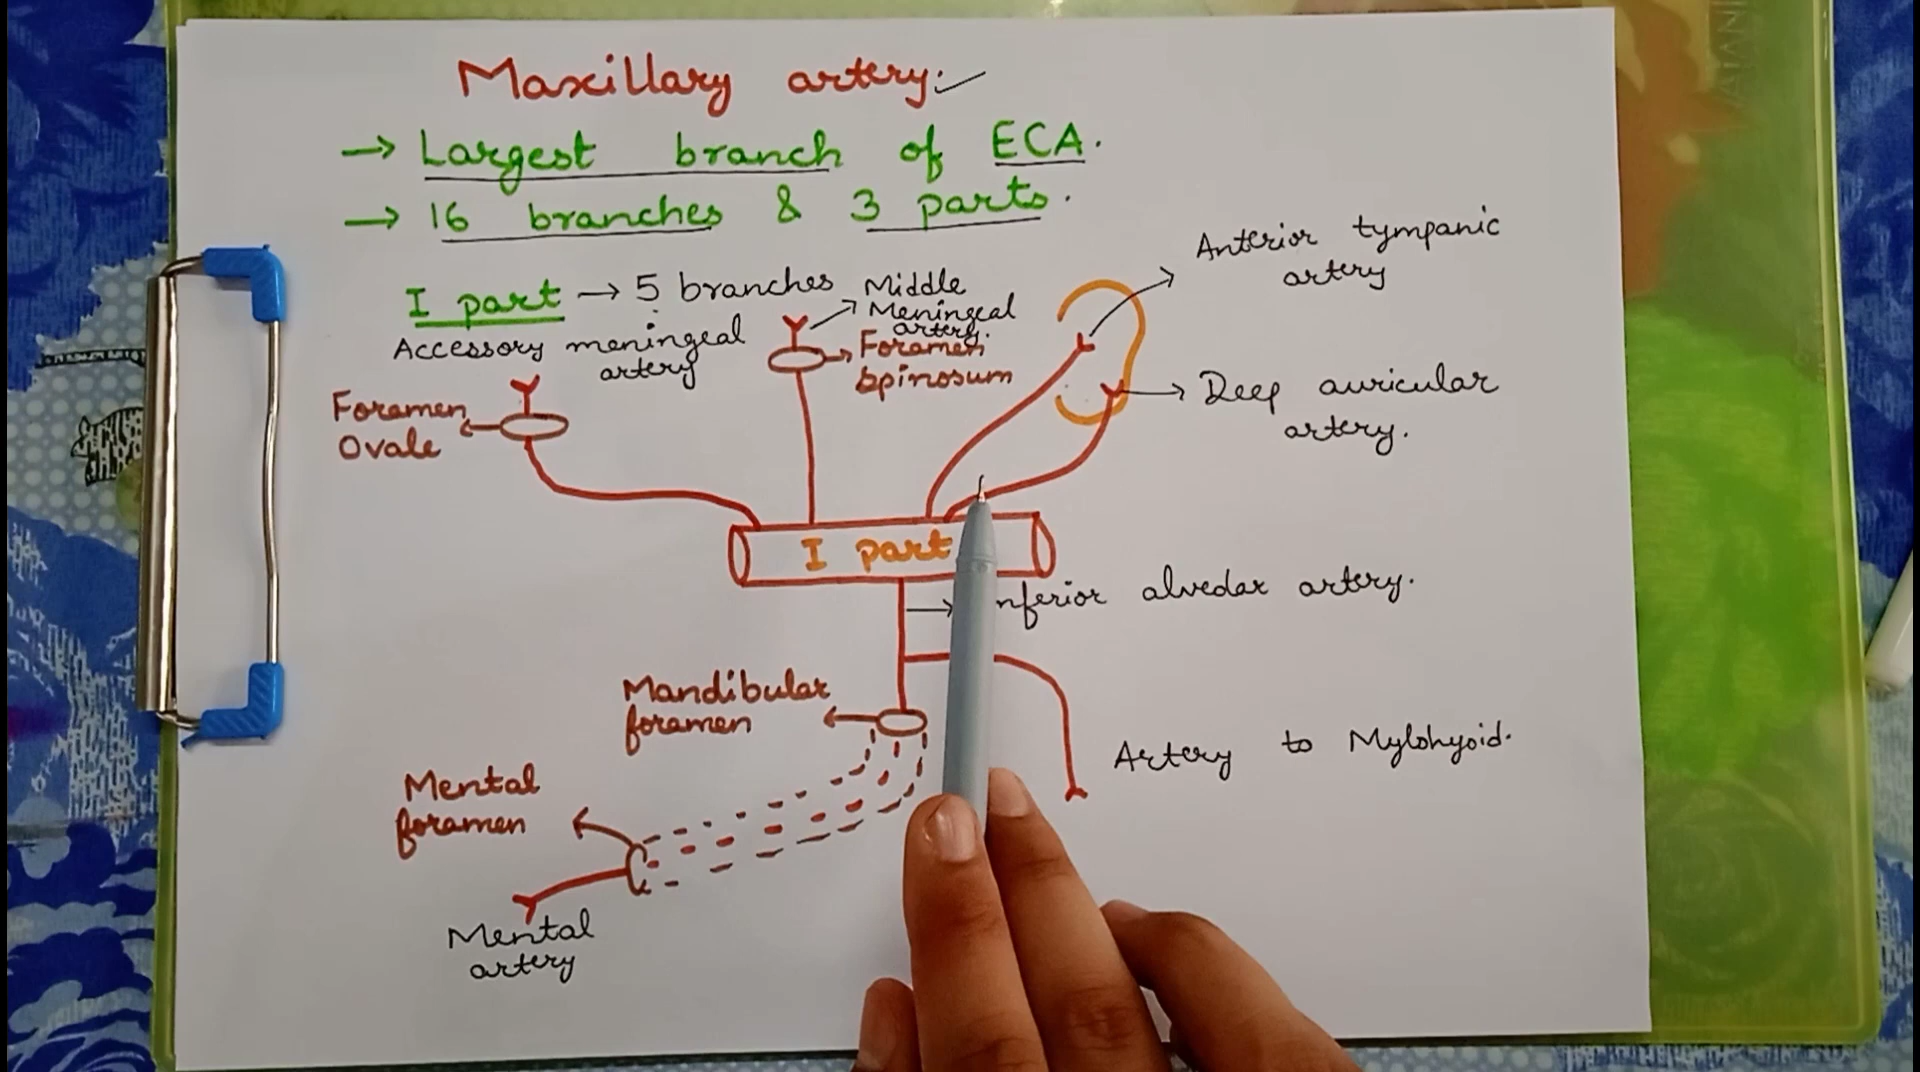 Maxillary artery.
→ Largest branch of ECA.
→ 16 branches & 3 parts.
I part → 5 branches
Accessory meningeal
artery
Middle
Meningeal
artery.
Foramen
Spinosum
Anterior tympanic
artery
Deep auricular
artery.
Foramen
Ovale
I part
Inferior alveolar artery.
Mandibular
foramen
Artery to Mylohyoid.
Mental
foramen
Mental
artery